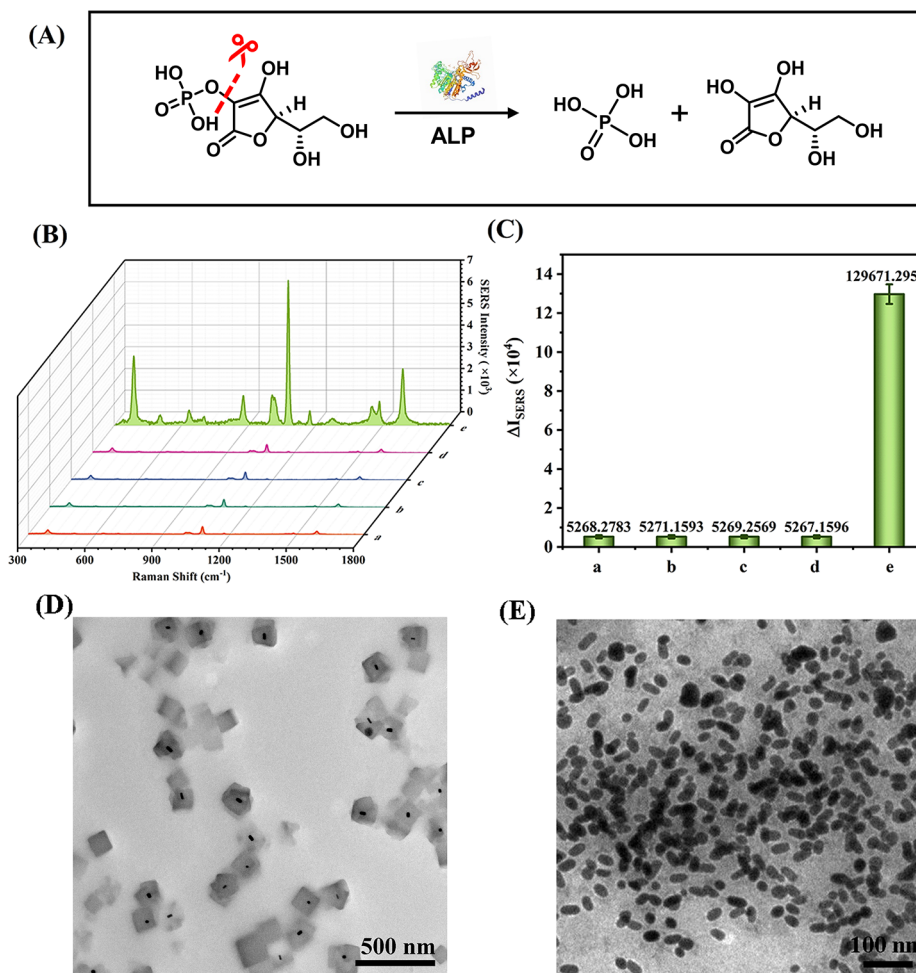 (A)
HO
O
OH
P
HO
H
O
OH
O
O
OH
OH
ALP
OH
HO
P
OH
O
+
OH
HO
H
O
O
OH
OH
(B)
7
6
5
4
3
2
1
0
SERS Intensity (×10³)
e
d
c
b
a
300
600
900
1200
1500
1800
Raman Shift (cm⁻¹)
(C)
14
12
10
8
6
4
2
0
ΔI_SERS (×10⁴)
5268.2783
5271.1593
5269.2569
5267.1596
129671.295
a
b
c
d
e
(D)
500 nm
(E)
100 nm